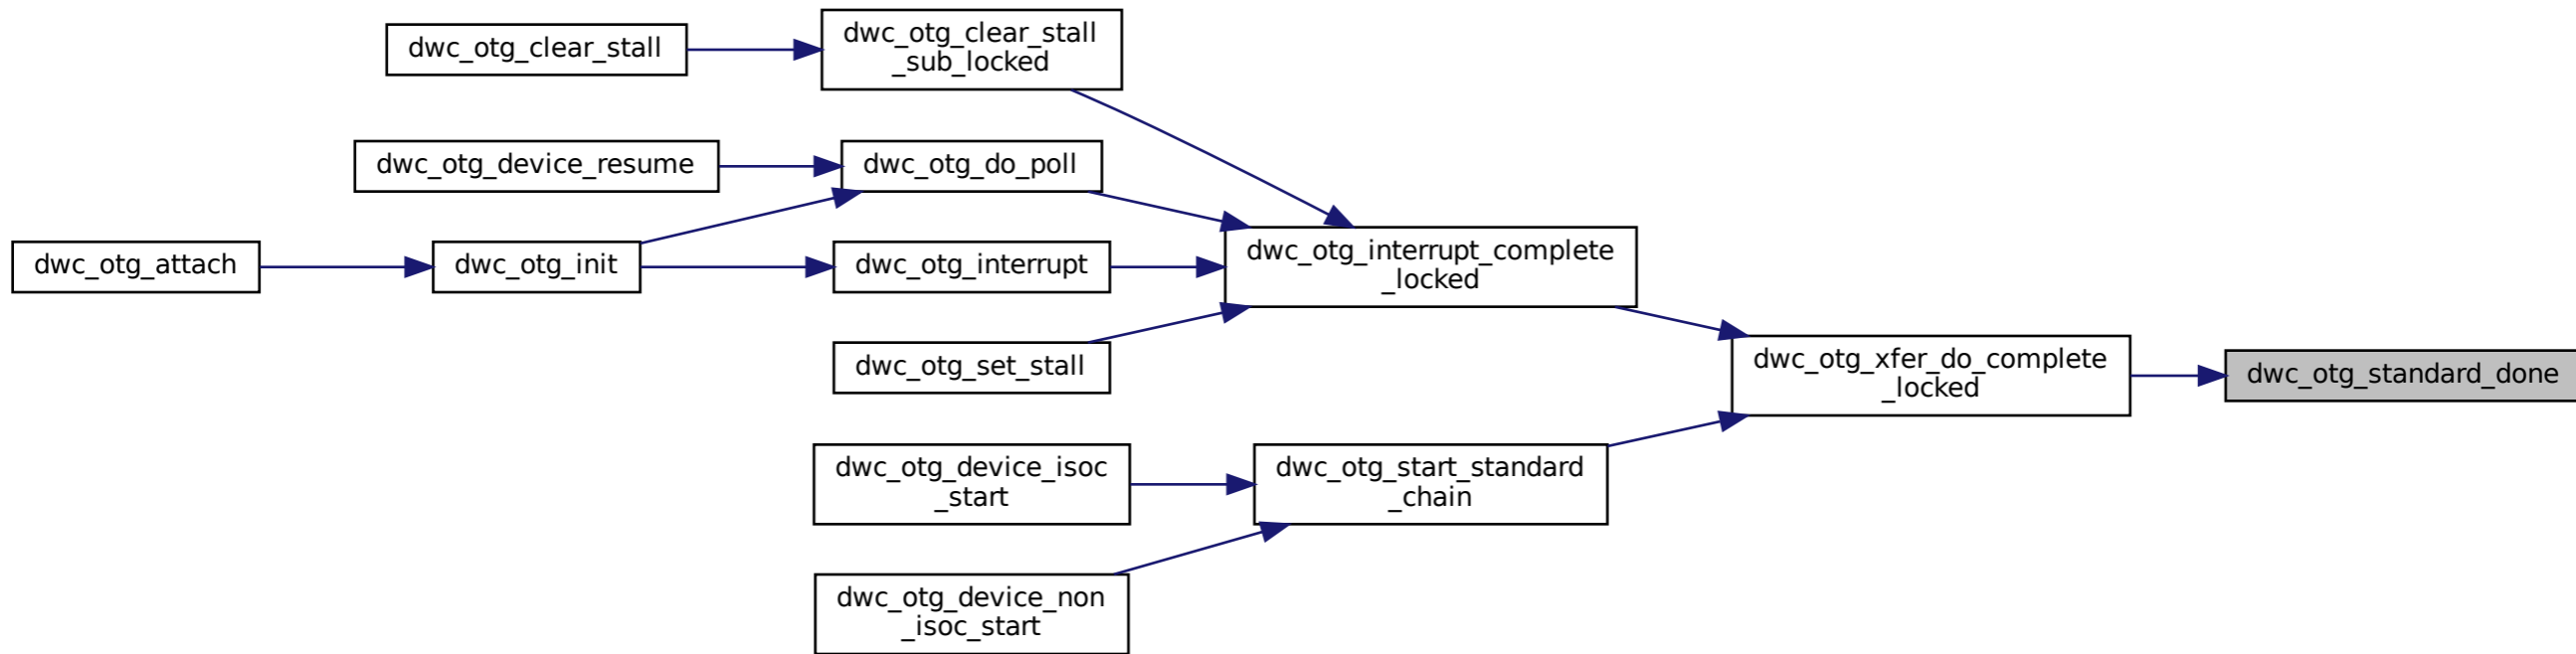 dwc_otg_clear_stall
dwc_otg_clear_stall
_sub_locked
dwc_otg_device_resume
dwc_otg_do_poll
dwc_otg_attach
dwc_otg_init
dwc_otg_interrupt
dwc_otg_interrupt_complete
_locked
dwc_otg_set_stall
dwc_otg_xfer_do_complete
_locked
dwc_otg_standard_done
dwc_otg_device_isoc
_start
dwc_otg_start_standard
_chain
dwc_otg_device_non
_isoc_start